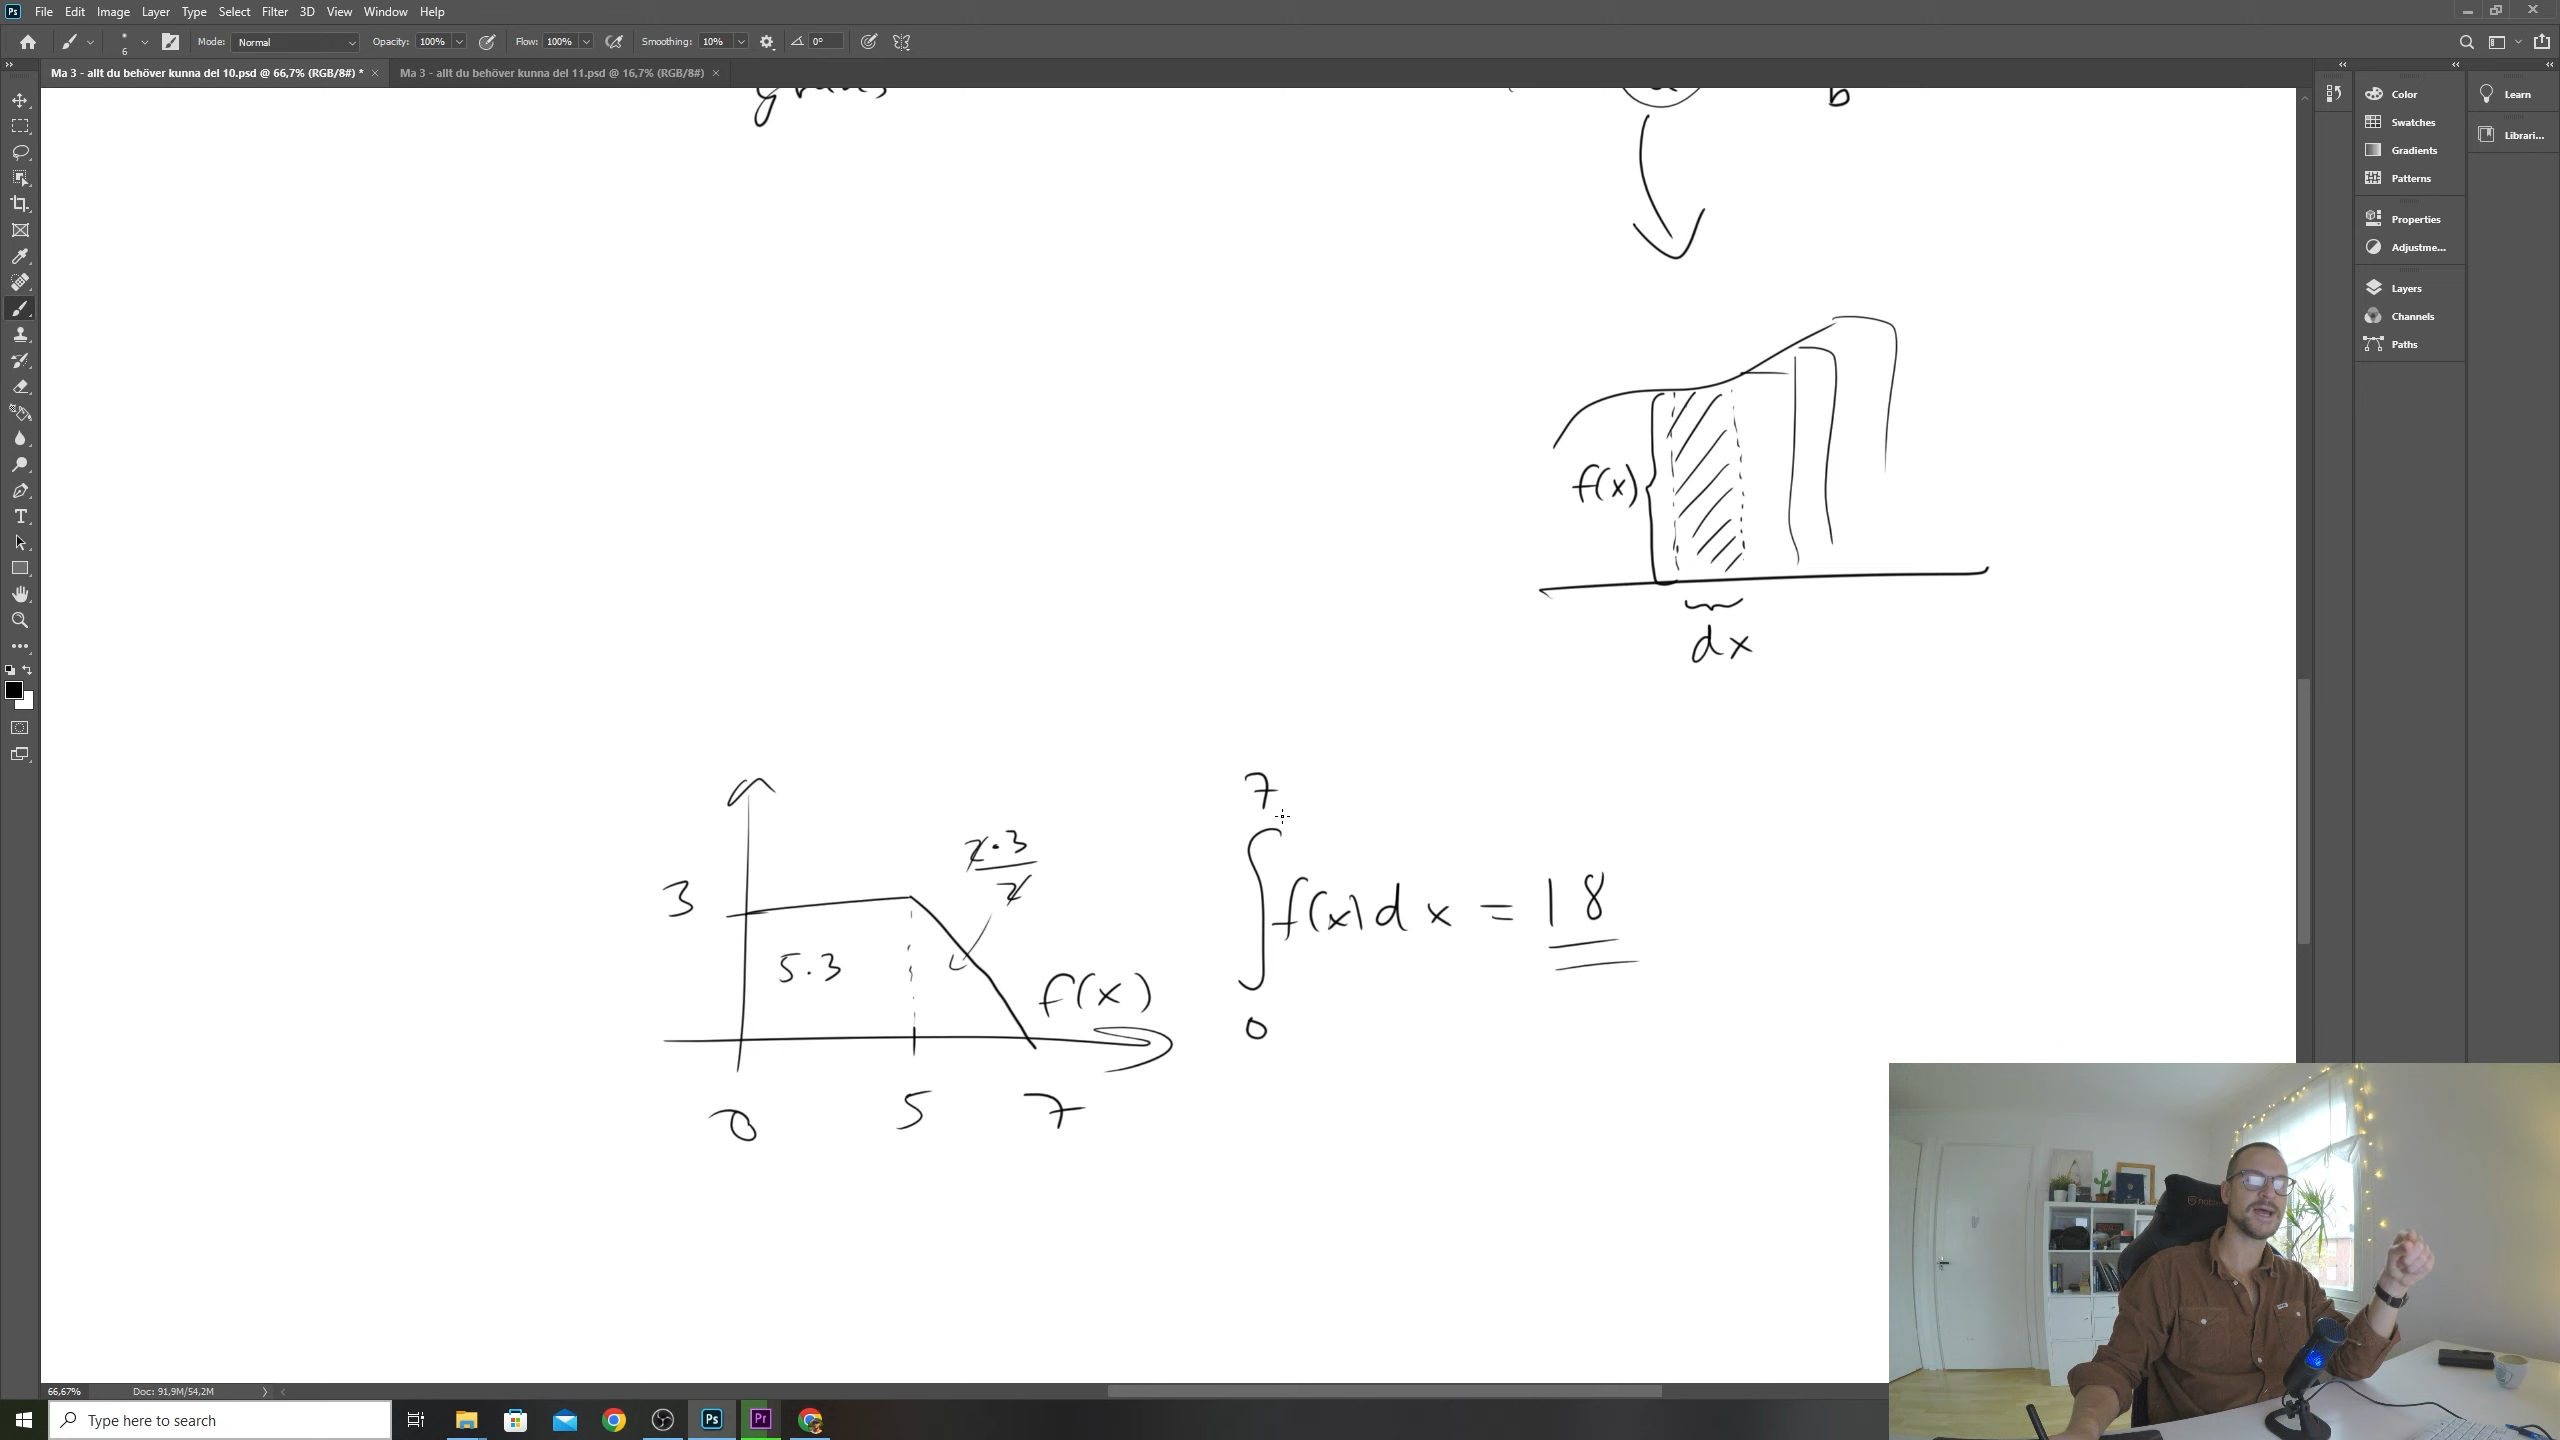 Ps File Edit Image Layer Type Select Filter 3D View Window Help
6 Mode: Normal Opacity: 100% Flow: 100% Smoothing: 10% 0°
Ma 3 - allt du behöver kunna del 10.psd @ 66,7% (RGB/8#) * × Ma 3 - allt du behöver kunna del 11.psd @ 16,7% (RGB/8#) ×
Color
Swatches
Gradients
Patterns
Properties
Adjustme...
Layers
Channels
Paths
Learn
Librari...
b
f(x)
dx
3
5·3
2·3
2
f(x)
0 5 7
7
∫f(x)dx = 18
0
66,67% Doc: 91,9M/54,2M
Type here to search
Ps Pr